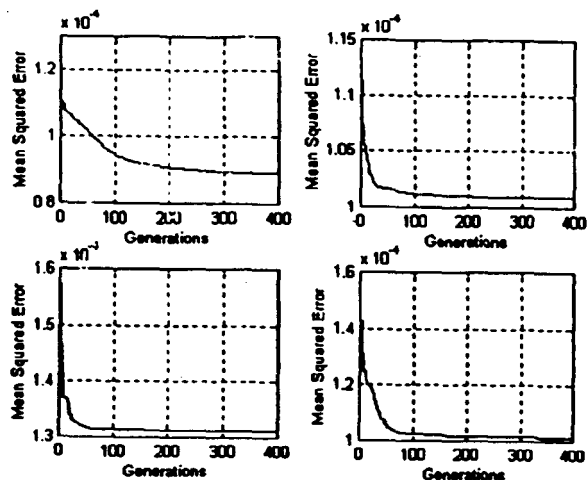 x 10⁻⁴
Mean Squared Error
1.2
1
0.8
0
100
200
300
400
Generations
x 10⁻⁴
Mean Squared Error
1.15
1.1
1.05
1
0
100
200
300
400
Generations
x 10⁻³
Mean Squared Error
1.6
1.5
1.4
1.3
0
100
200
300
400
Generations
x 10⁻⁴
Mean Squared Error
1.6
1.4
1.2
1
0
100
200
300
400
Generations